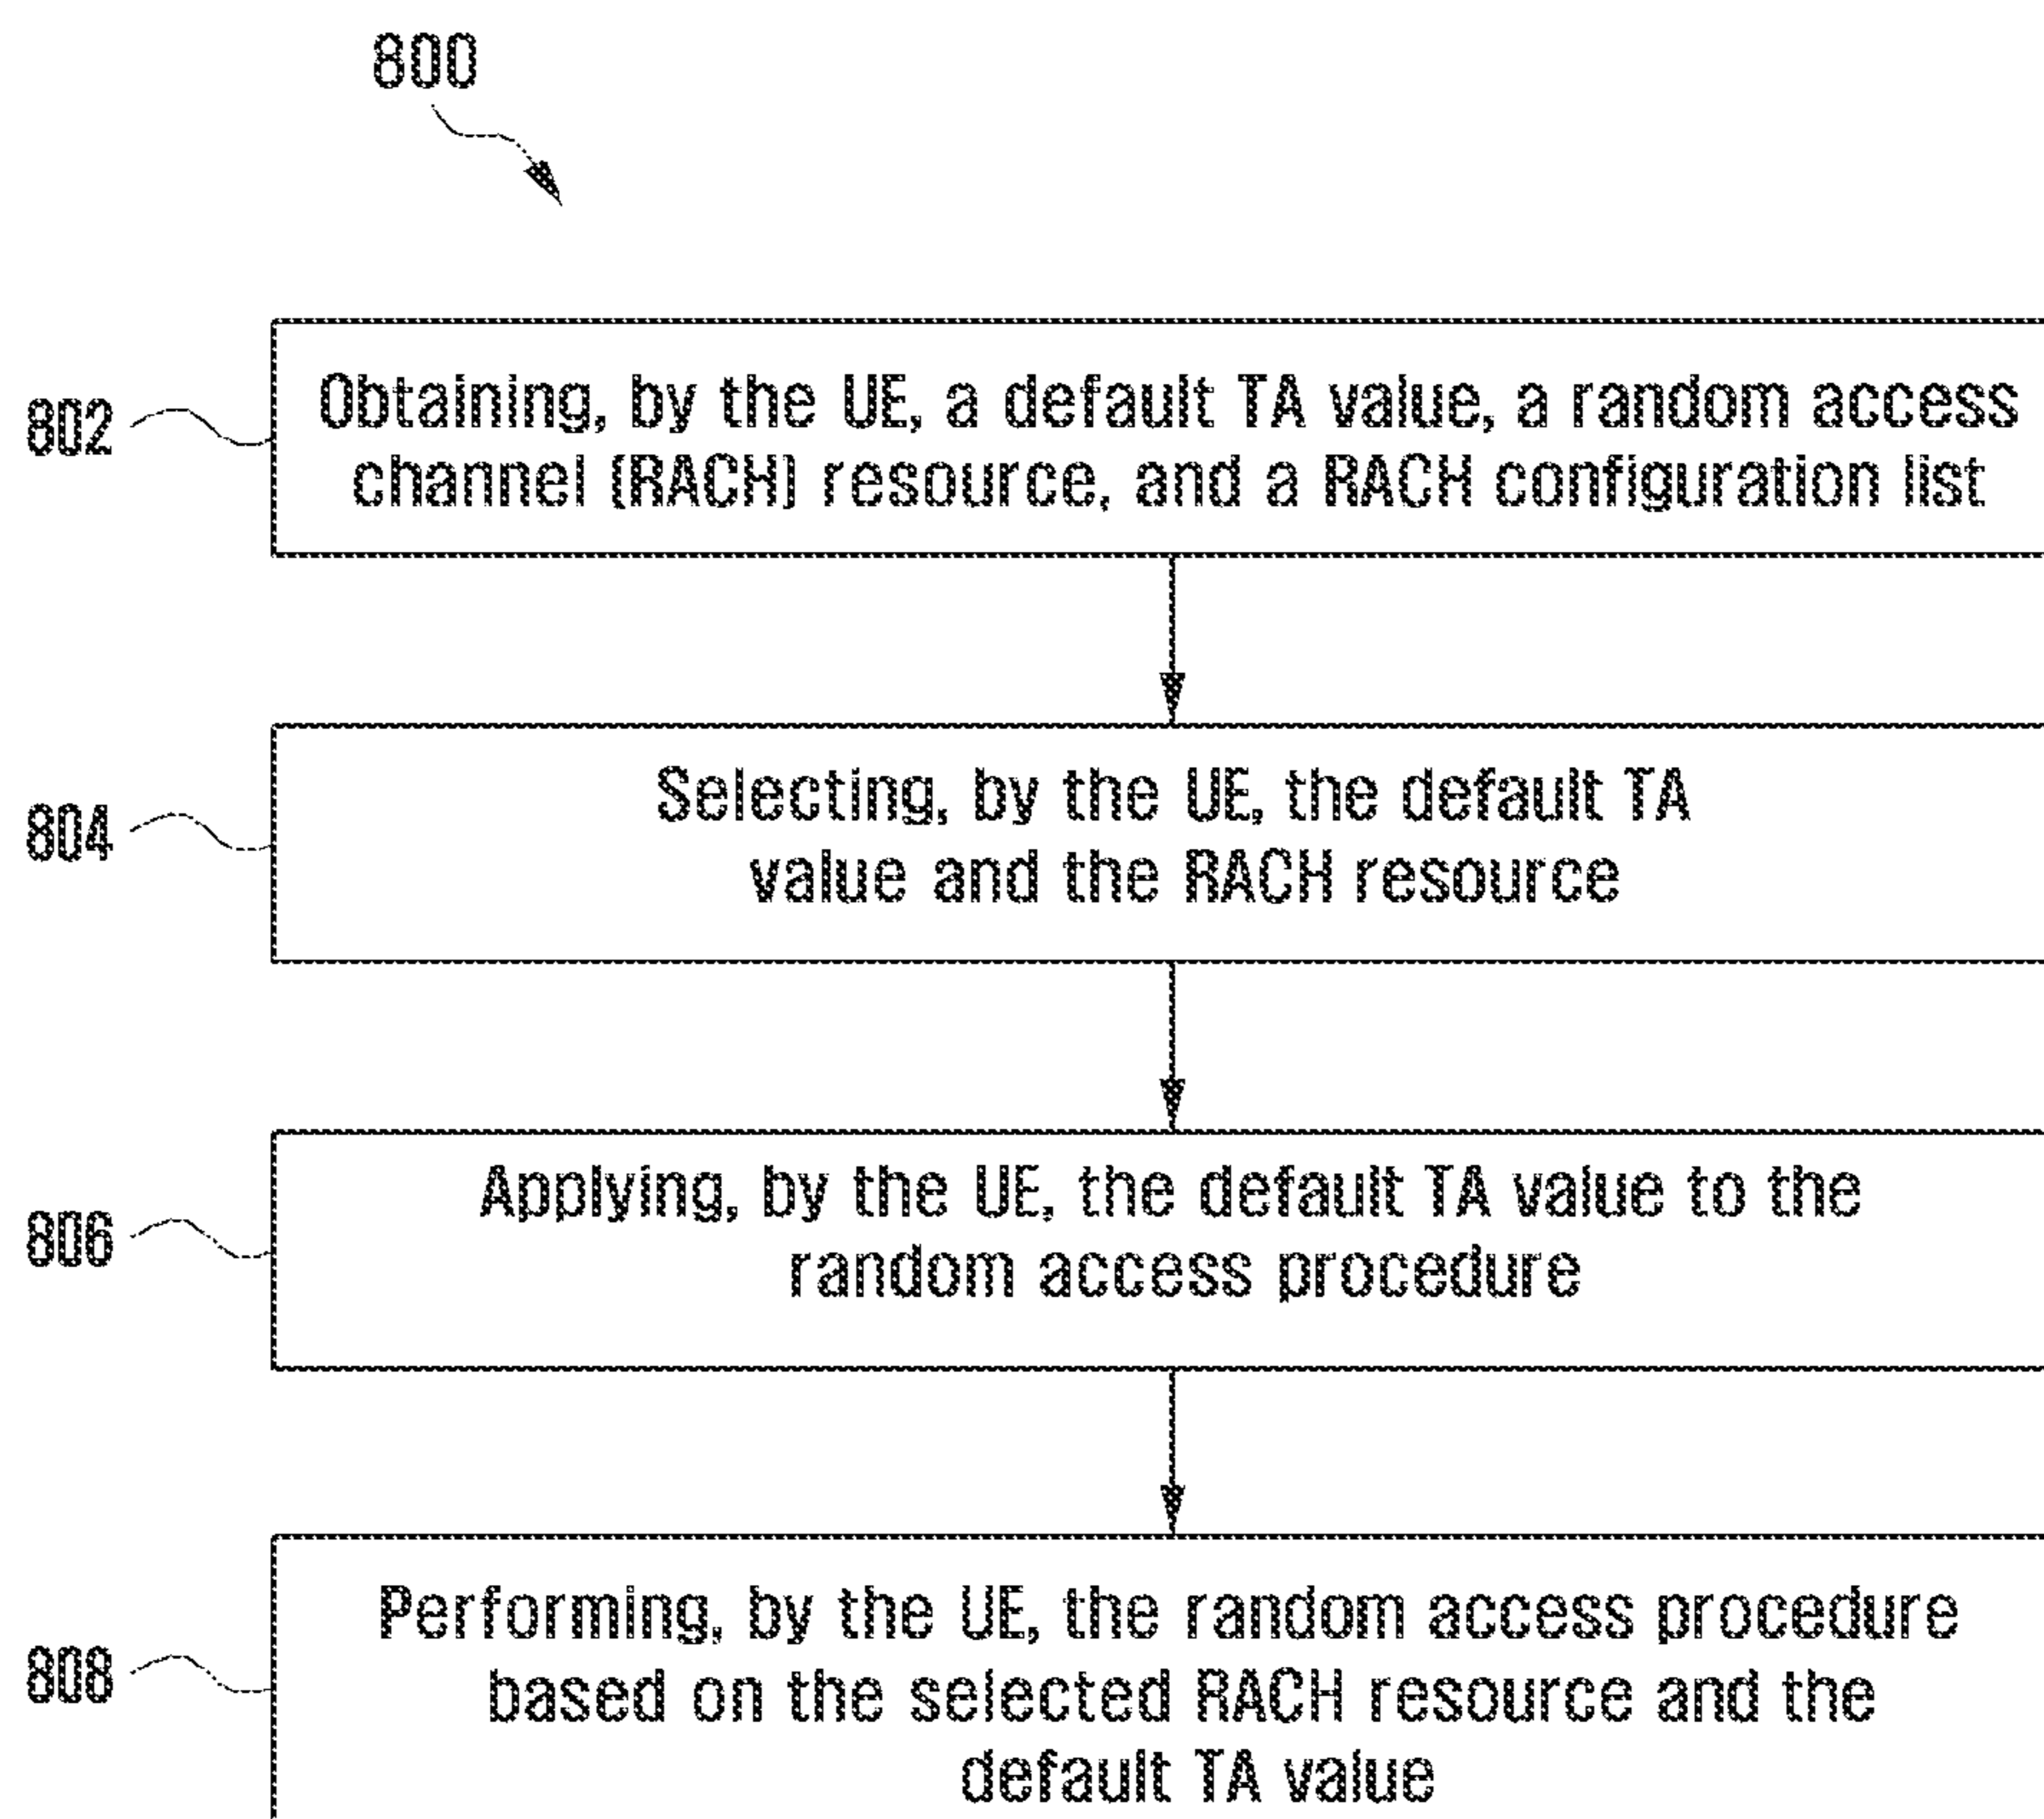 800
802
Obtaining, by the UE, a default TA value, a random access
channel (RACH) resource, and a RACH configuration list
804
Selecting, by the UE, the default TA
value and the RACH resource
806
Applying, by the UE, the default TA value to the
random access procedure
808
Performing, by the UE, the random access procedure
based on the selected RACH resource and the
default TA value